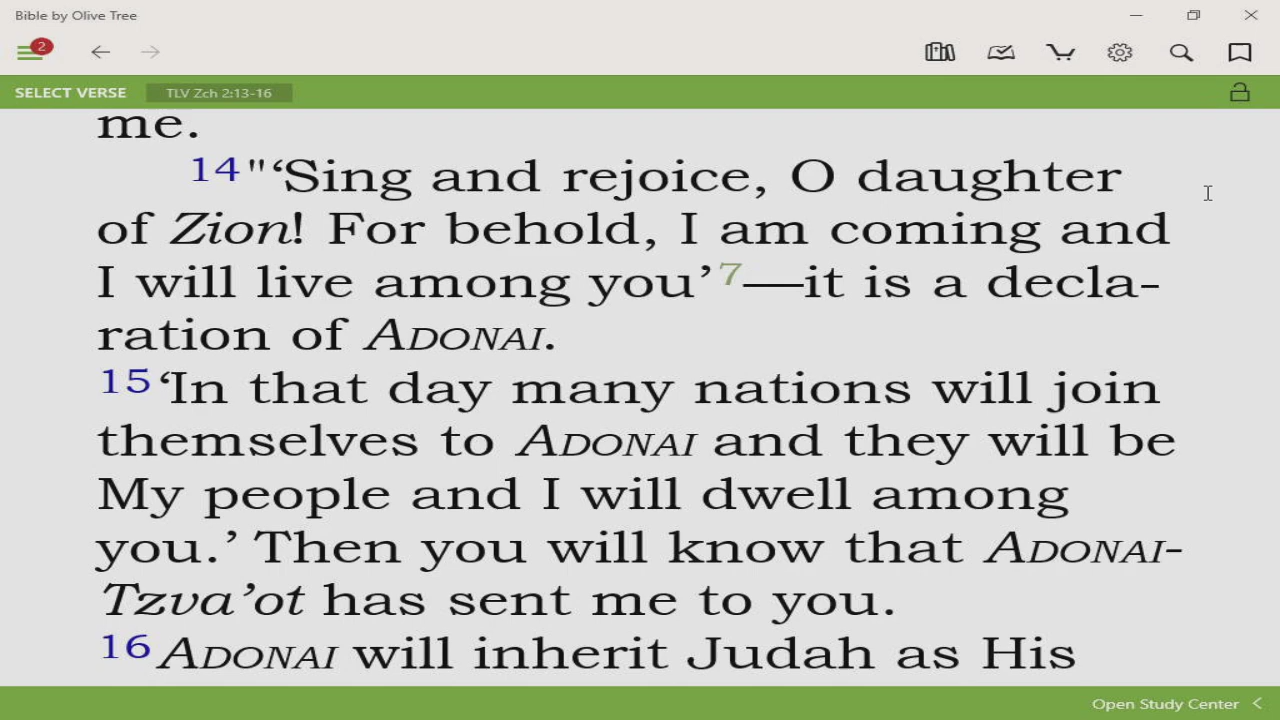 Bible by Olive Tree
2
SELECT VERSE TLV Zch 2:13-16
me.
14"‘Sing and rejoice, O daughter
of Zion! For behold, I am coming and
I will live among you’7—it is a decla-
ration of ADONAI.
15‘In that day many nations will join
themselves to ADONAI and they will be
My people and I will dwell among
you.’ Then you will know that ADONAI-
Tzva’ot has sent me to you.
16ADONAI will inherit Judah as His
Open Study Center